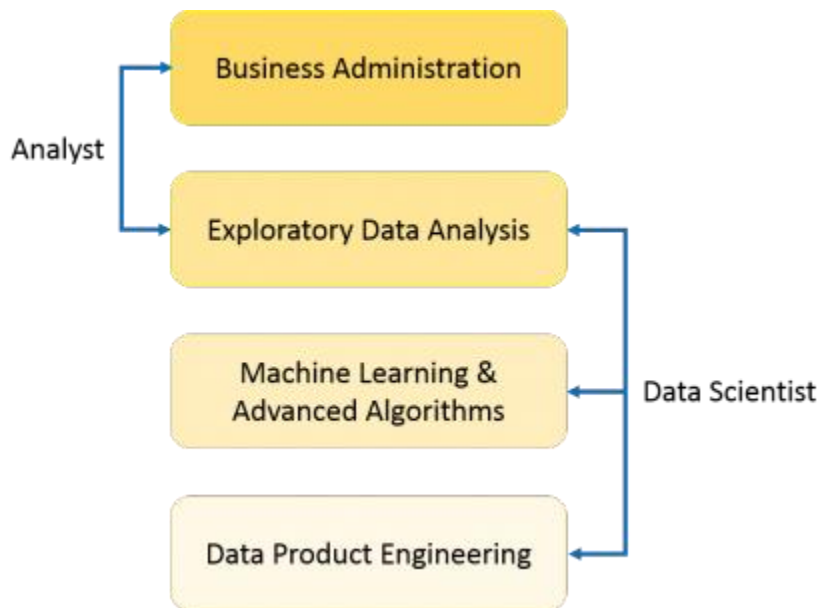 Business Administration
Analyst
Exploratory Data Analysis
Machine Learning &
Advanced Algorithms
Data Scientist
Data Product Engineering